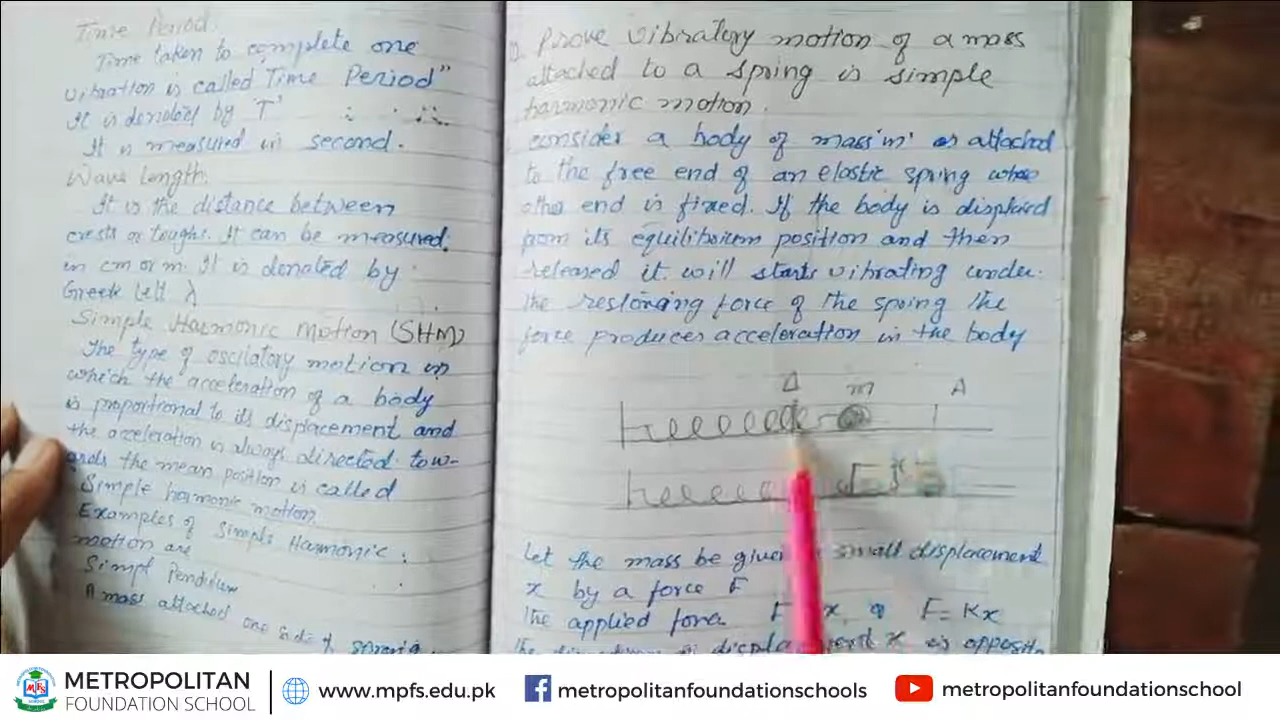 Time Period.
Time taken to complete one
vibration is called Time Period"
It is denoted by T'
It is measured in second.
Wave length.
It is the distance between
crests or toughs. It can be measured.
in cm or m. It is denated by
Greek Lett λ
Simple Harmonic Motion (SHM)
The type of oscilatory motion in
which the acceleration of a body
is proportional to its displacement and
the acceleration is always directed tow-
ards the mean position is called
Simple harmonic motion.
Examples of Simple Harmonic
motion are
Simpl Pendulum
A mass attached one side of spring
Prove vibratory motion of a mass
attached to a spring is simple
harmonic motion.
consider a body of mass 'm' attached
to the free end of an elastic spring whose
other end is fixed. If the body is displaced
from its equilibrium position and then
released it will starts vibrating under
the restoring force of the spring the
force produces acceleration in the body
m A
F
Let the mass be given small displacement
x by a force F
The applied force F x F = Kx
displacement x is opposite
METROPOLITAN
FOUNDATION SCHOOL
MFS
www.mpfs.edu.pk
metropolitanfoundationschools
metropolitanfoundationschool